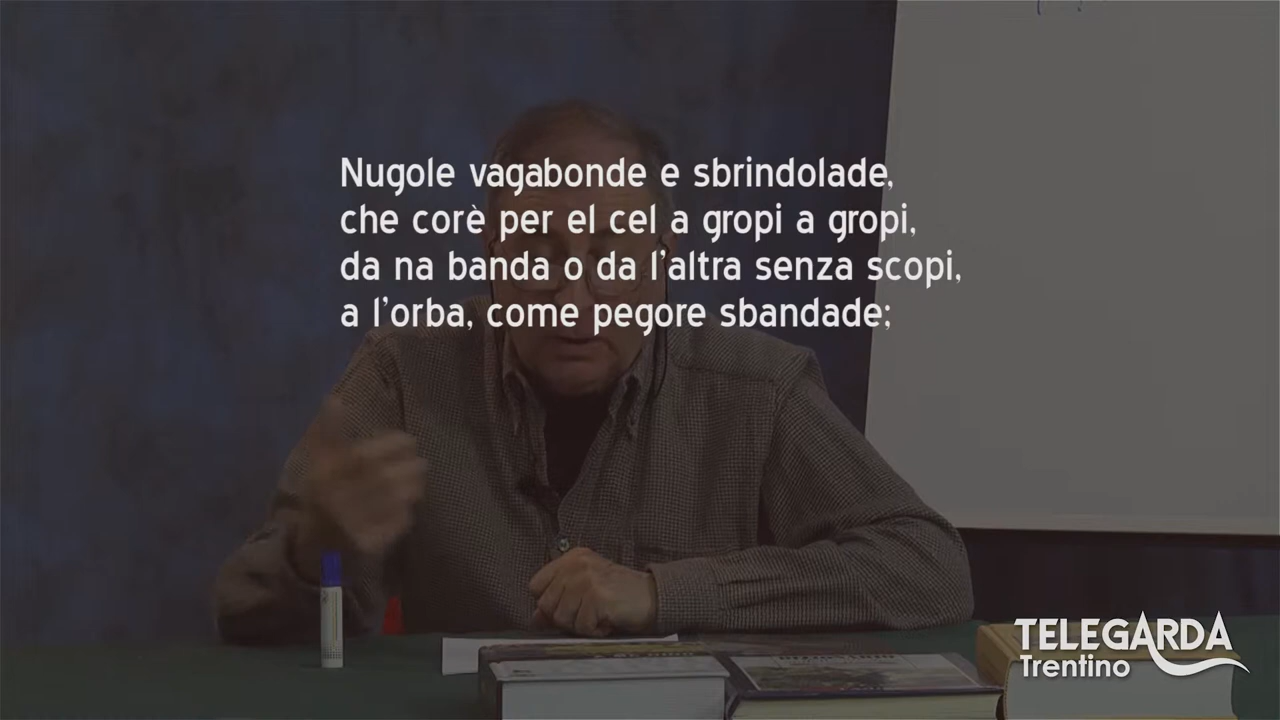 Nugole vagabonde e sbrindolade,
che corè per el cel a gropi a gropi,
da na banda o da l'altra senza scopi,
a l'orba, come pegore sbandade;
TELEGARDA
Trentino